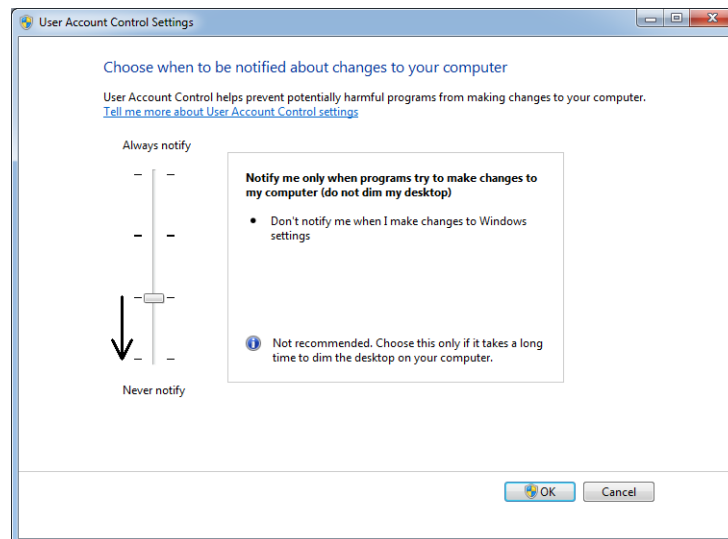 User Account Control Settings
Choose when to be notified about changes to your computer
User Account Control helps prevent potentially harmful programs from making changes to your computer.
Tell me more about User Account Control settings
Always notify
Notify me only when programs try to make changes to
my computer (do not dim my desktop)
• Don't notify me when I make changes to Windows
settings
Not recommended. Choose this only if it takes a long
time to dim the desktop on your computer.
Never notify
OK
Cancel